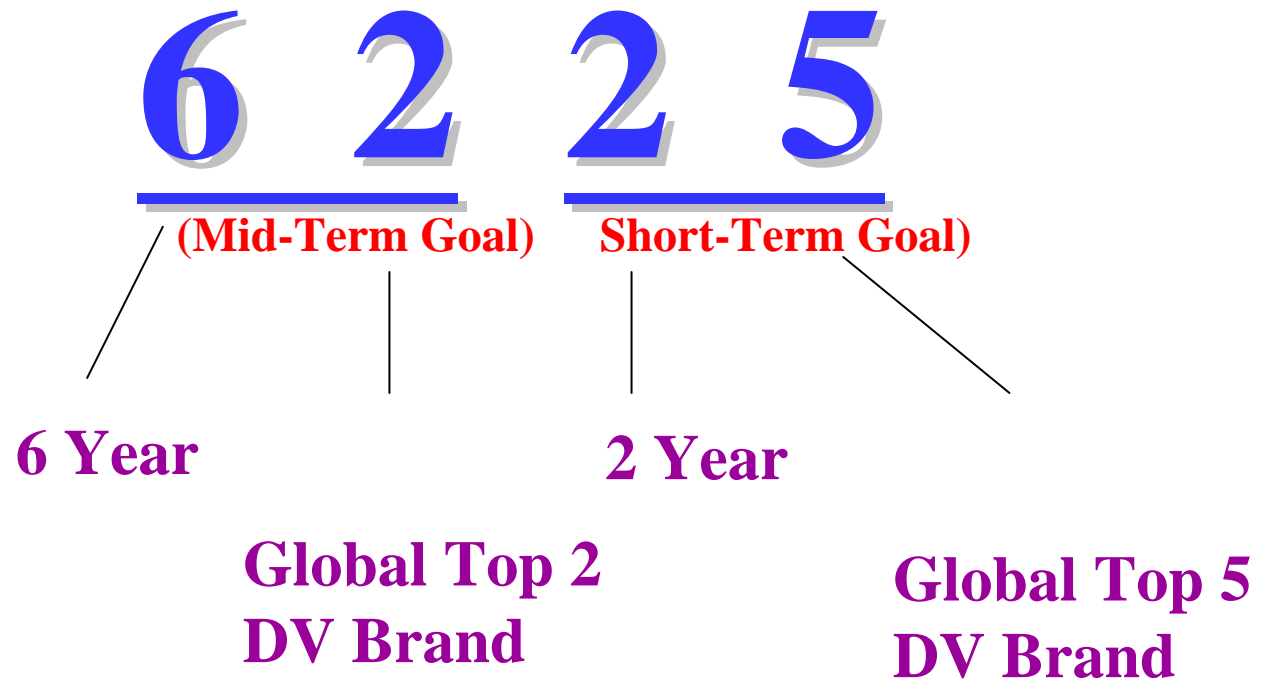 6 2 2 5
(Mid-Term Goal) Short-Term Goal)
6 Year
2 Year
Global Top 2
DV Brand
Global Top 5
DV Brand